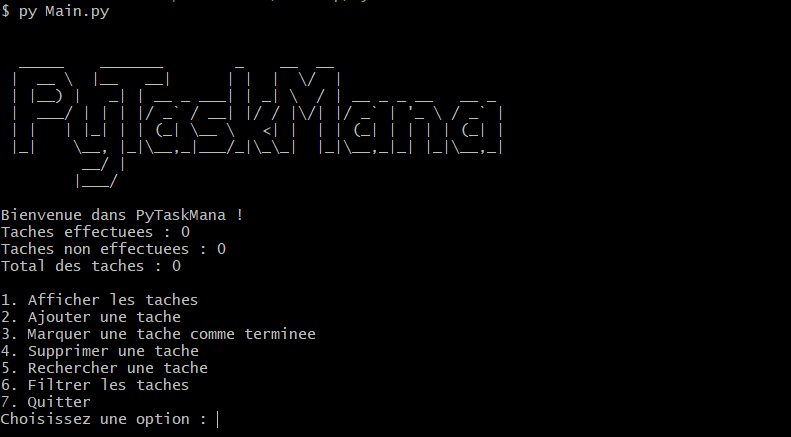 $ py Main.py
PyTaskMana
Bienvenue dans PyTaskMana !
Taches effectuees : 0
Taches non effectuees : 0
Total des taches : 0
1. Afficher les taches
2. Ajouter une tache
3. Marquer une tache comme terminee
4. Supprimer une tache
5. Rechercher une tache
6. Filtrer les taches
7. Quitter
Choisissez une option :